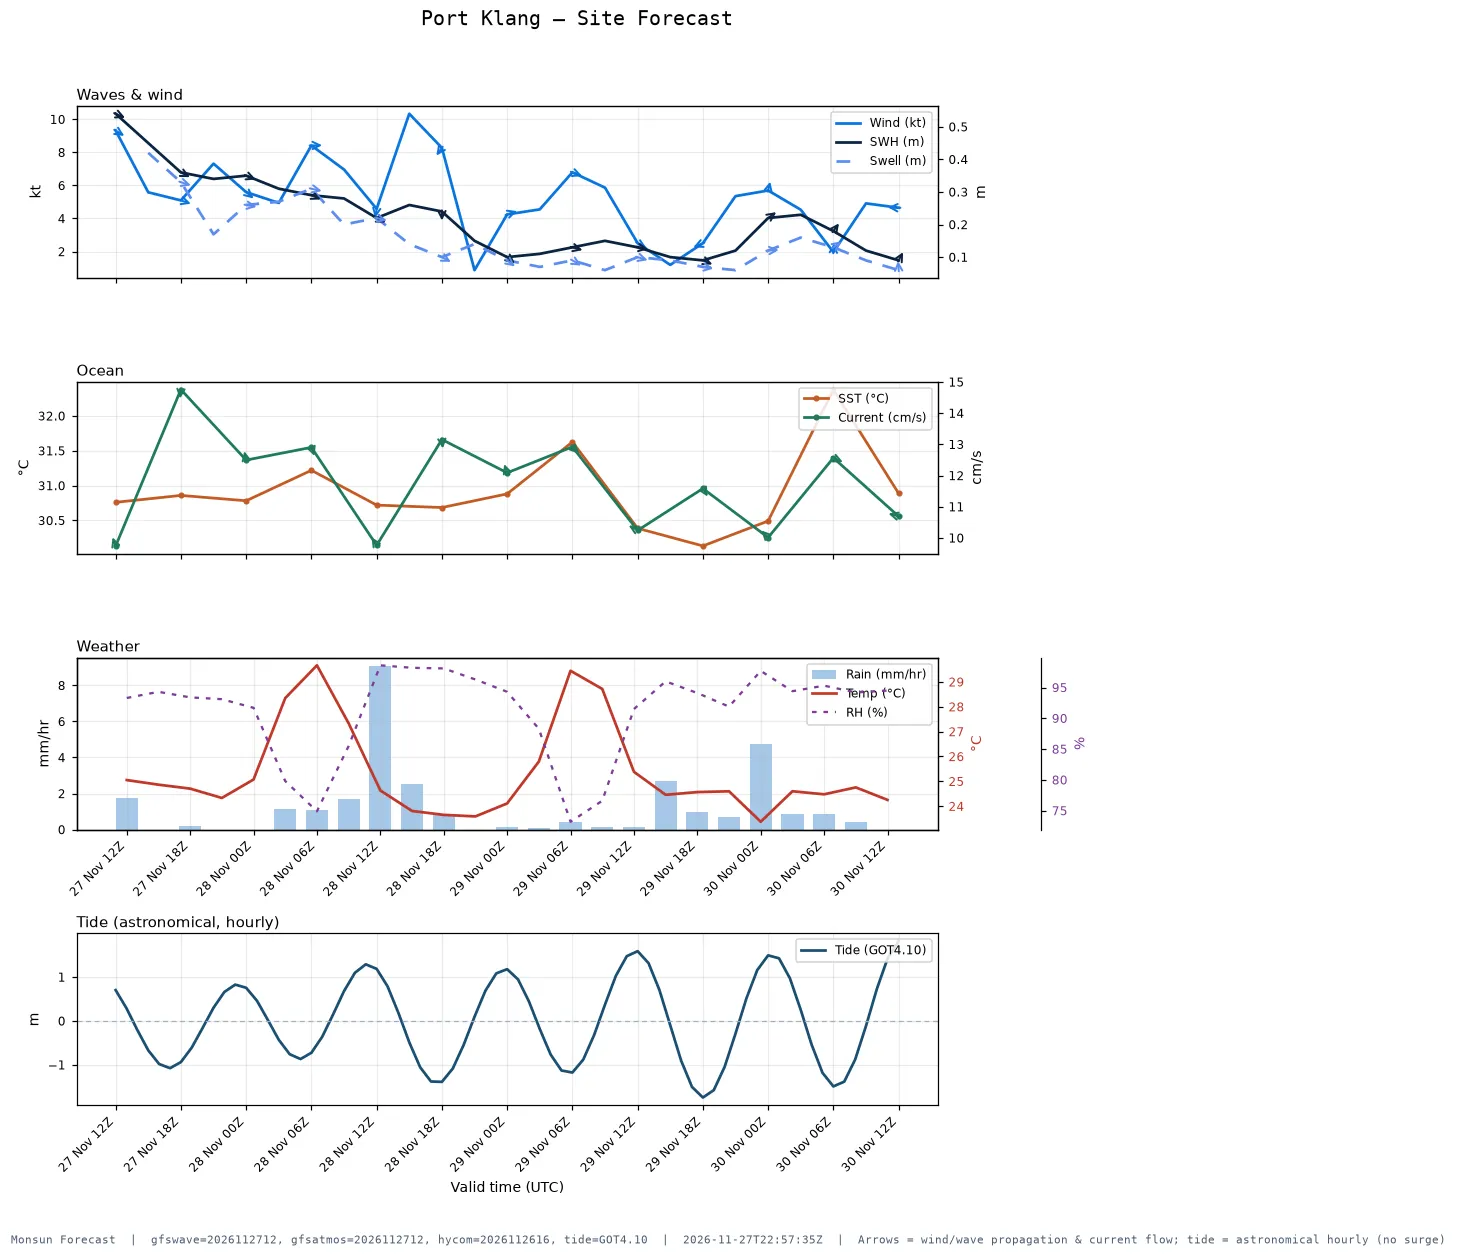 Port Klang — Site Forecast
Waves & wind
10
8
6
4
2
kt
0.5
0.4
0.3
0.2
0.1
m
Wind (kt)
SWH (m)
Swell (m)
Ocean
32.0
31.5
31.0
30.5
°C
15
14
13
12
11
10
cm/s
SST (°C)
Current (cm/s)
Weather
8
6
4
2
0
mm/hr
29
28
27
26
25
24
°C
95
90
85
80
75
%
Rain (mm/hr)
Temp (°C)
RH (%)
27 Nov 12Z
27 Nov 18Z
28 Nov 00Z
28 Nov 06Z
28 Nov 12Z
28 Nov 18Z
29 Nov 00Z
29 Nov 06Z
29 Nov 12Z
29 Nov 18Z
30 Nov 00Z
30 Nov 06Z
30 Nov 12Z
Tide (astronomical, hourly)
1
0
−1
m
Tide (GOT4.10)
27 Nov 12Z
27 Nov 18Z
28 Nov 00Z
28 Nov 06Z
28 Nov 12Z
28 Nov 18Z
29 Nov 00Z
29 Nov 06Z
29 Nov 12Z
29 Nov 18Z
30 Nov 00Z
30 Nov 06Z
30 Nov 12Z
Valid time (UTC)
Monsun Forecast | gfswave=2026112712, gfsatmos=2026112712, hycom=2026112616, tide=GOT4.10 | 2026-11-27T22:57:35Z | Arrows = wind/wave propagation & current flow; tide = astronomical hourly (no surge)